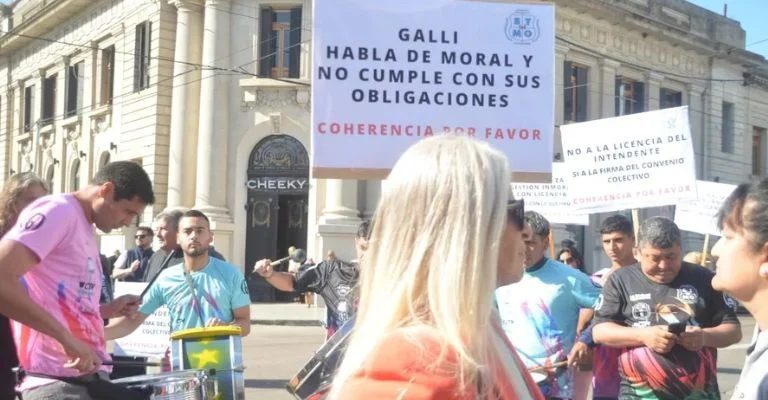 GALLI
HABLA DE MORAL Y
NO CUMPLE CON SUS
OBLIGACIONES
COHERENCIA POR FAVOR
NO A LA LICENCIA DEL
INTENDENTE
SI A LA FIRMA DEL CONVENIO
COLECTIVO
COHERENCIA POR FAVOR
CHEEKY
CHEEKY